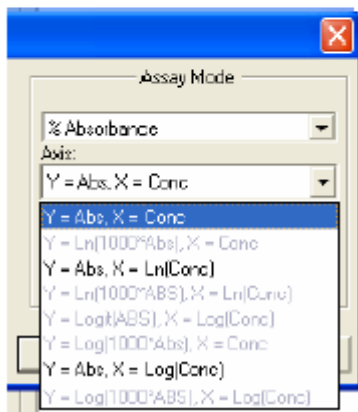 Assay Mode
% Absorbance
Axis:
Y = Abs, X = Conc
Y = Abs, X = Conc
Y = Ln(1000*Abs), X = Conc
Y = Abs, X = Ln(Conc)
Y = Ln(1000*ABS), X = Ln(Conc)
Y = Logit(ABS), X = Log(Conc)
Y = Log(1000*Abs), X = Conc
Y = Abs, X = Log(Conc)
Y = Log(1000*ABS), X = Log(Conc)